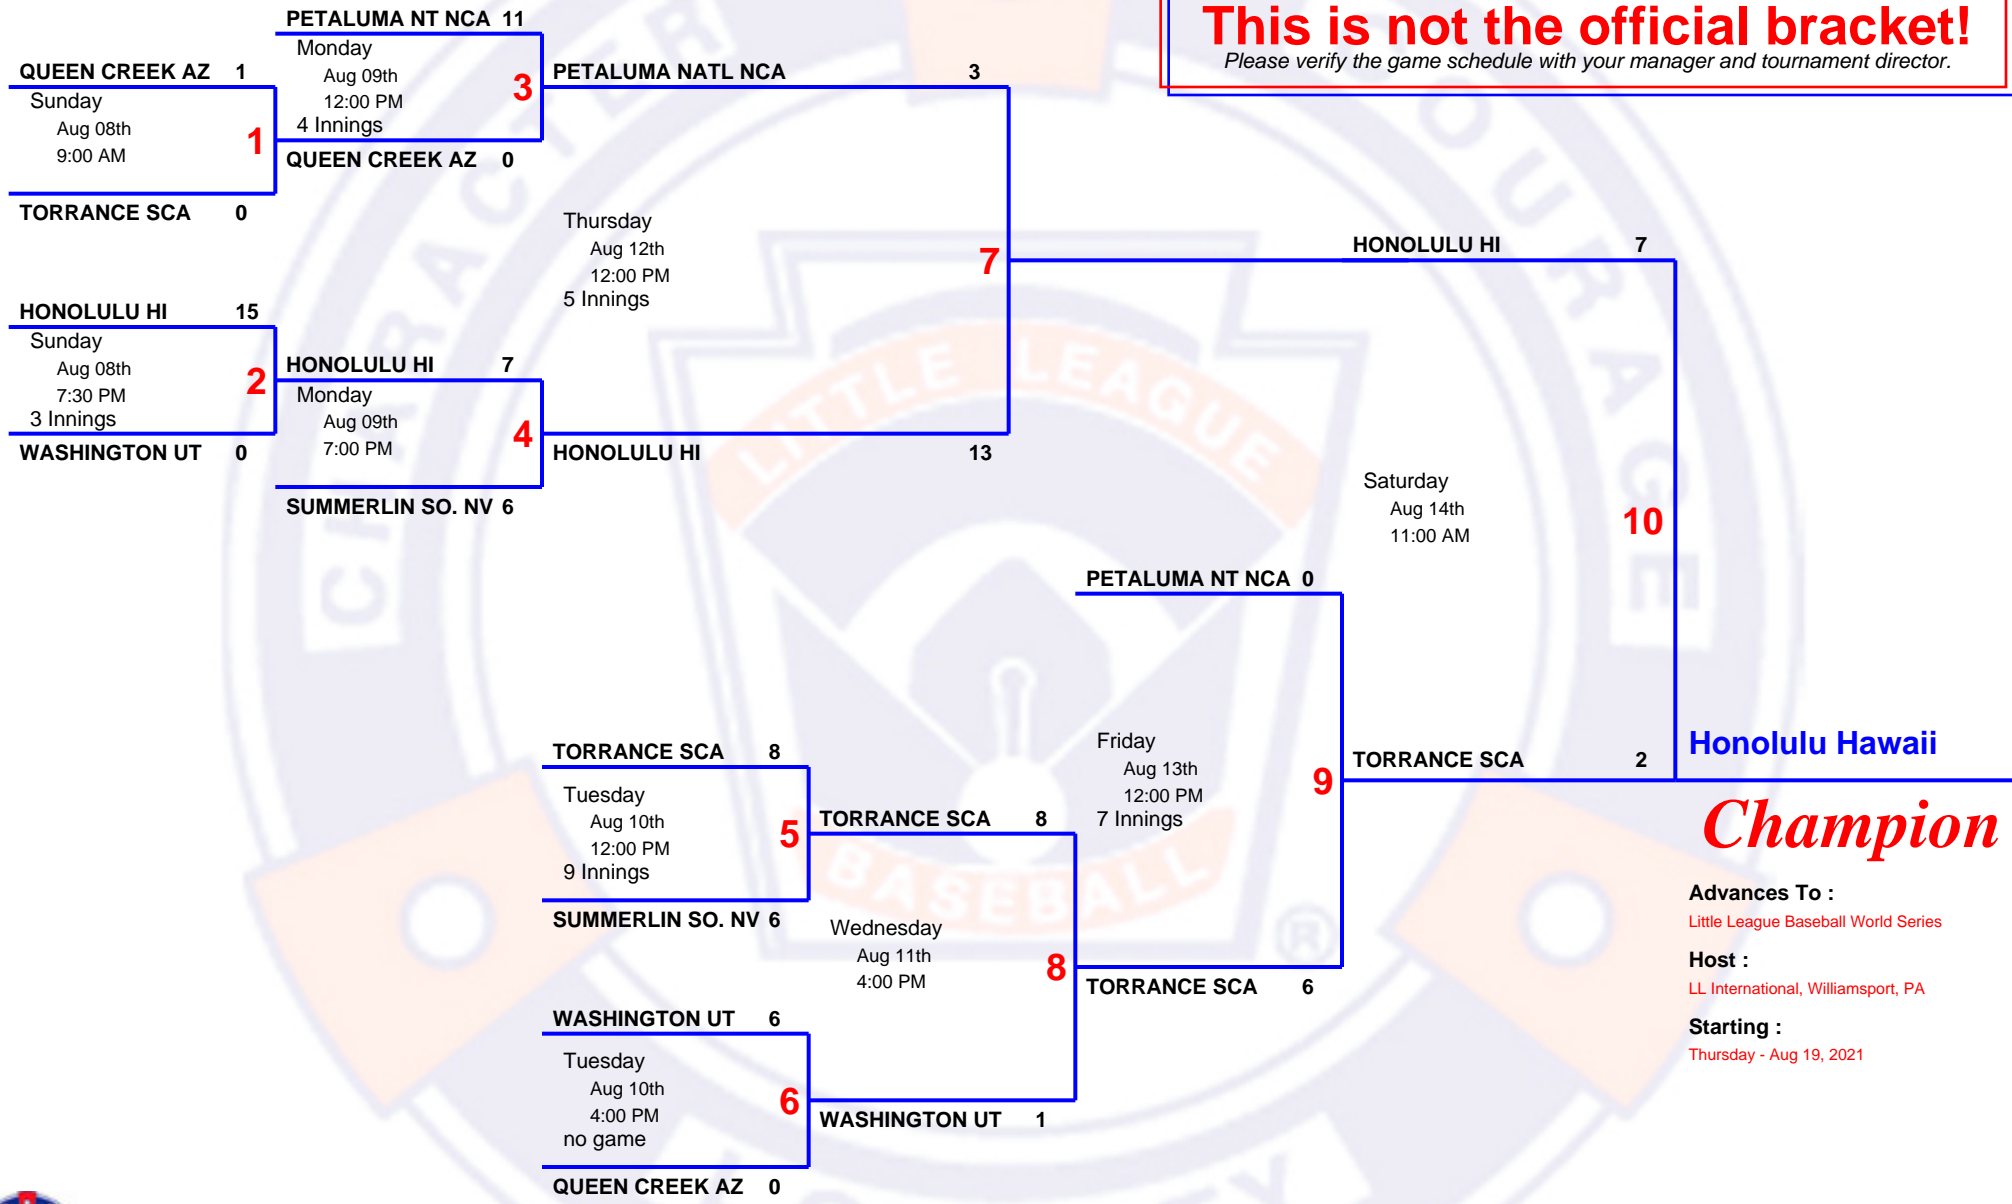 This is not the official bracket!
Please verify the game schedule with your manager and tournament director.
PETALUMA NT NCA 11
Monday
Aug 09th
12:00 PM
4 Innings
3
QUEEN CREEK AZ 0
QUEEN CREEK AZ 1
Sunday
Aug 08th
9:00 AM
1
TORRANCE SCA 0
PETALUMA NATL NCA 3
Thursday
Aug 12th
12:00 PM
5 Innings
7
HONOLULU HI 13
HONOLULU HI 15
Sunday
Aug 08th
7:30 PM
3 Innings
2
WASHINGTON UT 0
HONOLULU HI 7
Monday
Aug 09th
7:00 PM
4
SUMMERLIN SO. NV 6
HONOLULU HI 7
Saturday
Aug 14th
11:00 AM
10
TORRANCE SCA 2
PETALUMA NT NCA 0
Friday
Aug 13th
12:00 PM
7 Innings
9
TORRANCE SCA 6
TORRANCE SCA 8
Tuesday
Aug 10th
12:00 PM
9 Innings
5
SUMMERLIN SO. NV 6
TORRANCE SCA 8
Wednesday
Aug 11th
4:00 PM
8
WASHINGTON UT 1
WASHINGTON UT 6
Tuesday
Aug 10th
4:00 PM
no game
6
QUEEN CREEK AZ 0
Honolulu Hawaii
Champion
Advances To :
Little League Baseball World Series
Host :
LL International, Williamsport, PA
Starting :
Thursday - Aug 19, 2021
CHARACTER
COURAGE
LITTLE LEAGUE
BASEBALL
®